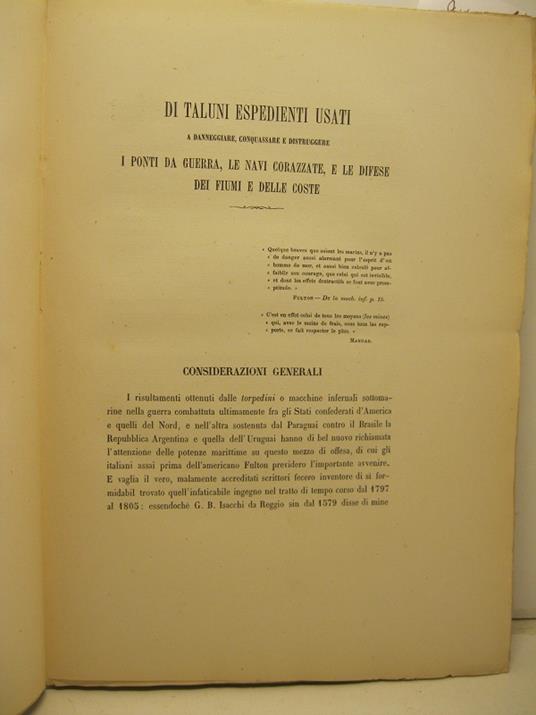 DI TALUNI ESPEDIENTI USATI
A DANNEGGIARE, CONQUASSARE E DISTRUGGERE
I PONTI DA GUERRA, LE NAVI CORAZZATE, E LE DIFESE
DEI FIUMI E DELLE COSTE
« Quelque braves que soient les marins, il n'y a pas
« de danger aussi alarmant pour l'esprit d'un
« homme de mer, et aussi bien calculé pour af-
« faiblir son courage, que celui qui est invisible,
« et dont les effets destructifs se font avec prom-
« ptitude. »
FULTON — De la mach. inf. p. 15.
« C'est en effet celui de tous les moyens (les mines)
« qui, avec le moins de frais, sous tous les rap-
« ports, se fait respecter le plus. »
MARDAR.
CONSIDERAZIONI GENERALI
I risultamenti ottenuti dalle torpedini o macchine infernali sottoma-
rine nella guerra combattuta ultimamente fra gli Stati confederati d'America
e quelli del Nord, e nell'altra sostenuta dal Paraguai contro il Brasile la
Repubblica Argentina e quella dell'Uruguai hanno di bel nuovo richiamata
l'attenzione delle potenze marittime su questo mezzo di offesa, di cui gli
italiani assai prima dell'americano Fulton previdero l'importante avvenire.
E vaglia il vero, malamente accreditati scrittori fecero inventore di sì for-
midabil trovato quell'infaticabile ingegno nel tratto di tempo corso dal 1797
al 1805: essendochè G. B. Isacchi da Reggio sin dal 1579 disse di mine